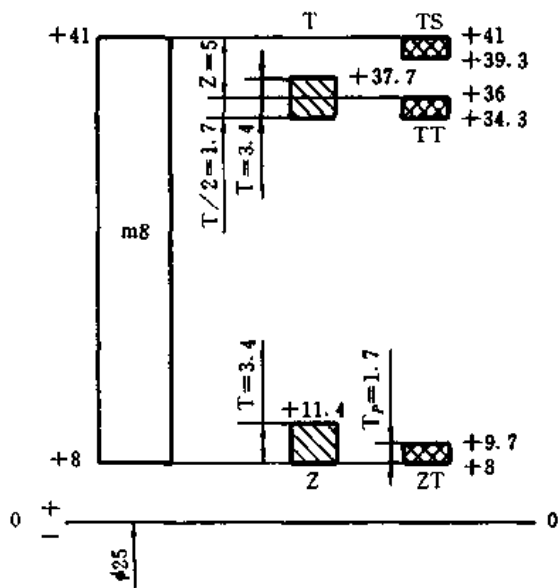 T TS
+41 +41
+39.3
Z=5
+37.7
+36
+34.3
TT
T/2=1.7
T=3.4
m8
T=3.4
Tₚ=1.7
+11.4
+9.7
+8 +8
Z ZT
0 + 0
−
φ25